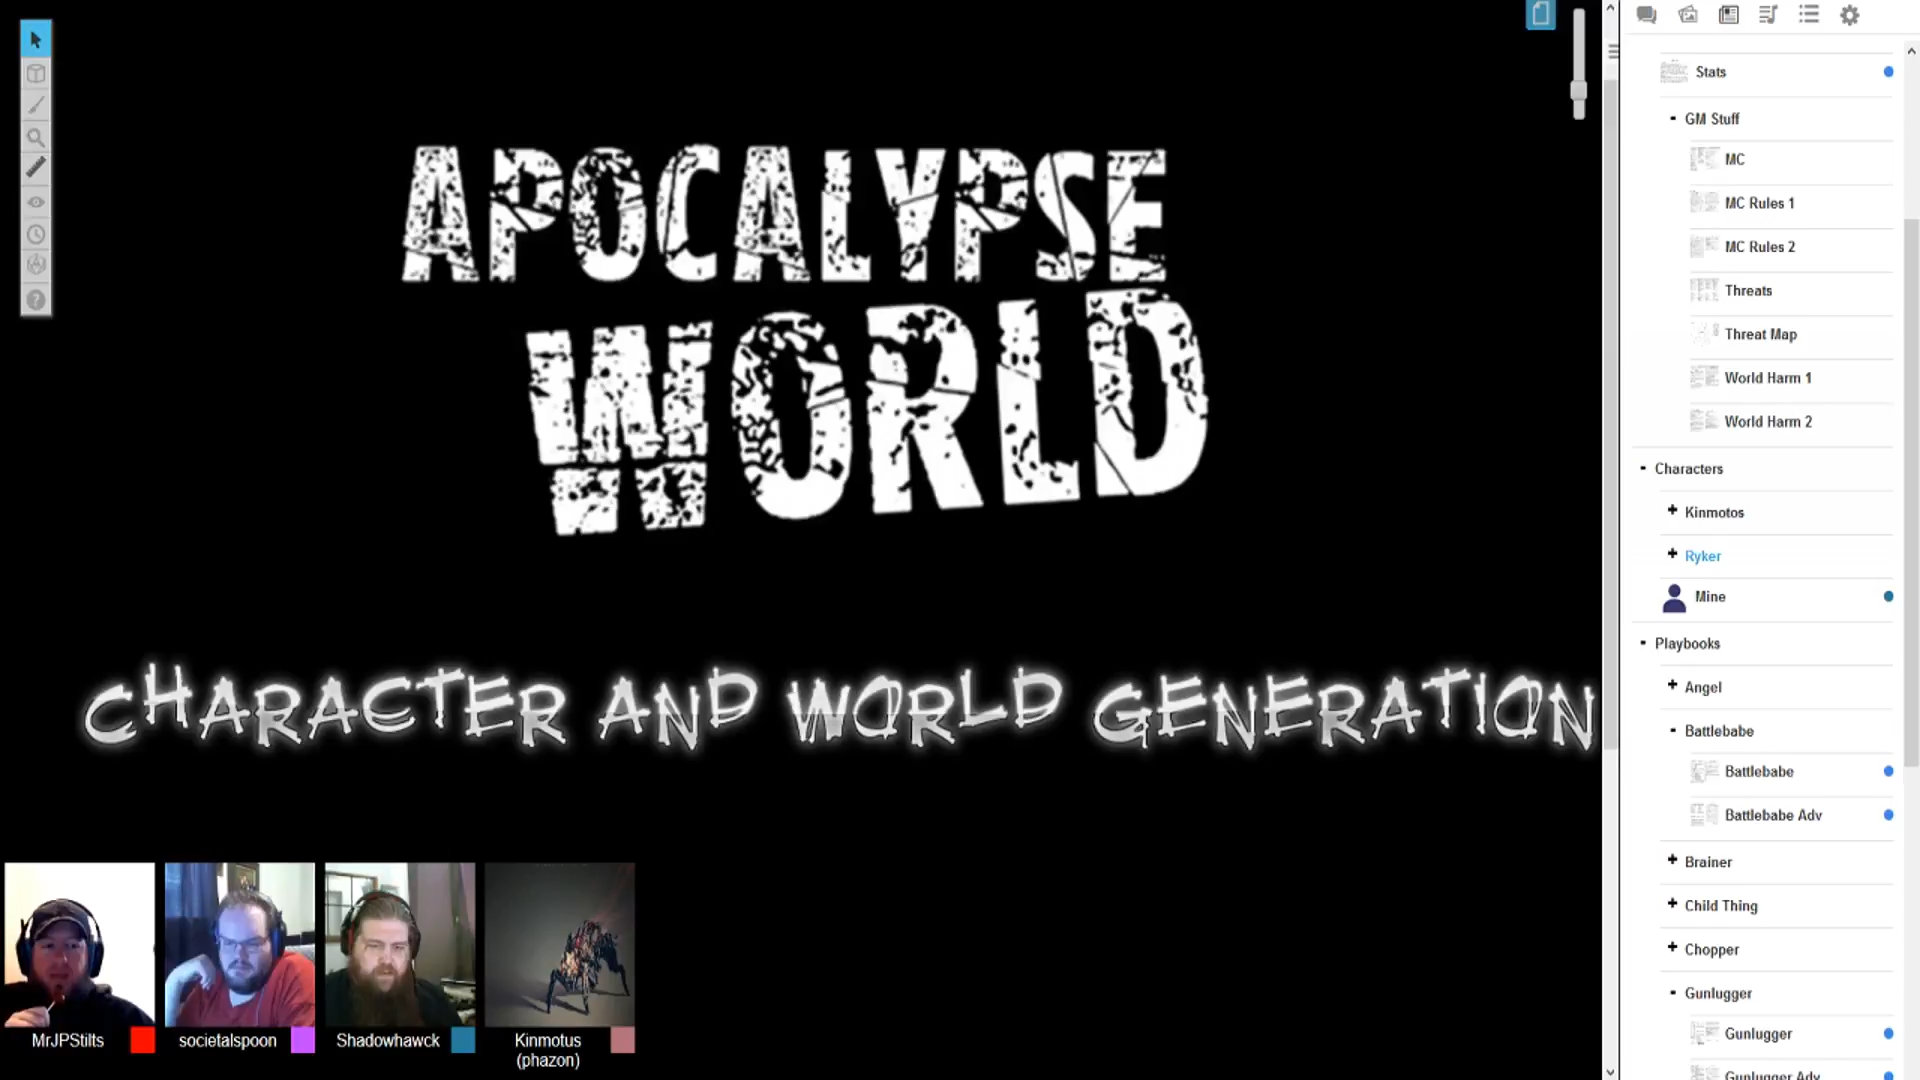 APOCALYPSE
WORLD
CHARACTER AND WORLD GENERATION
MrJPStilts
societalspoon
Shadowhawck
Kinmotus
(phazon)
Stats
GM Stuff
MC
MC Rules 1
MC Rules 2
Threats
Threat Map
World Harm 1
World Harm 2
Characters
Kinmotos
Ryker
Mine
Playbooks
Angel
Battlebabe
Battlebabe
Battlebabe Adv
Brainer
Child Thing
Chopper
Gunlugger
Gunlugger
Gunlugger Adv